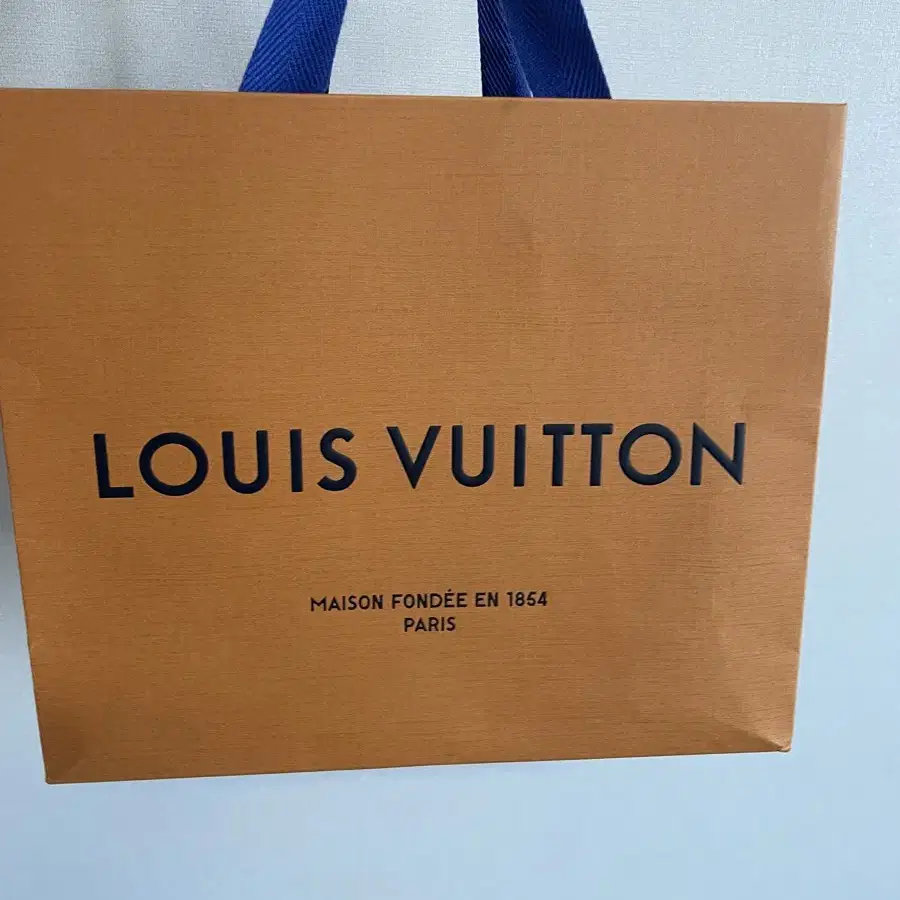 LOUIS VUITTON
MAISON FONDÉE EN 1854
PARIS